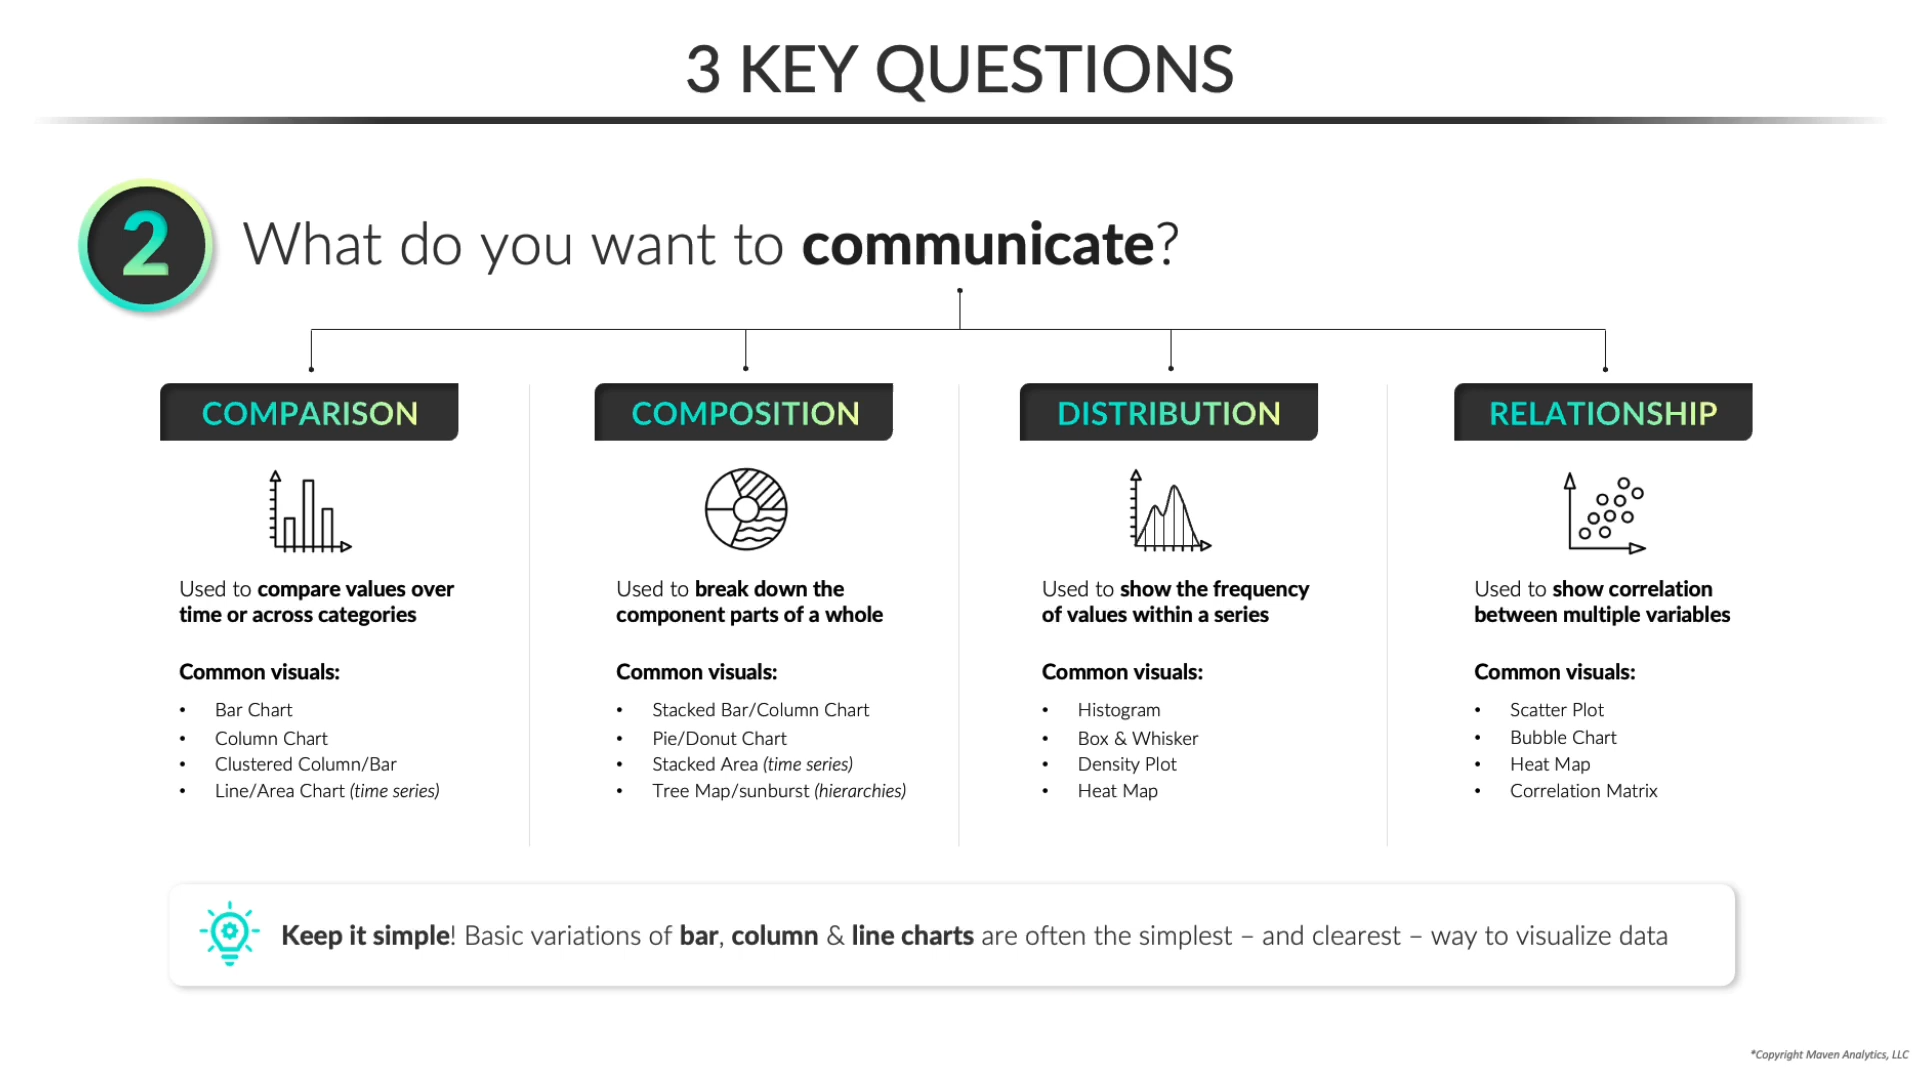 3 KEY QUESTIONS
2
What do you want to communicate?
COMPARISON
Used to compare values over
time or across categories
Common visuals:
• Bar Chart
• Column Chart
• Clustered Column/Bar
• Line/Area Chart (time series)
COMPOSITION
Used to break down the
component parts of a whole
Common visuals:
• Stacked Bar/Column Chart
• Pie/Donut Chart
• Stacked Area (time series)
• Tree Map/sunburst (hierarchies)
DISTRIBUTION
Used to show the frequency
of values within a series
Common visuals:
• Histogram
• Box & Whisker
• Density Plot
• Heat Map
RELATIONSHIP
Used to show correlation
between multiple variables
Common visuals:
• Scatter Plot
• Bubble Chart
• Heat Map
• Correlation Matrix
Keep it simple! Basic variations of bar, column & line charts are often the simplest – and clearest – way to visualize data
*Copyright Maven Analytics, LLC